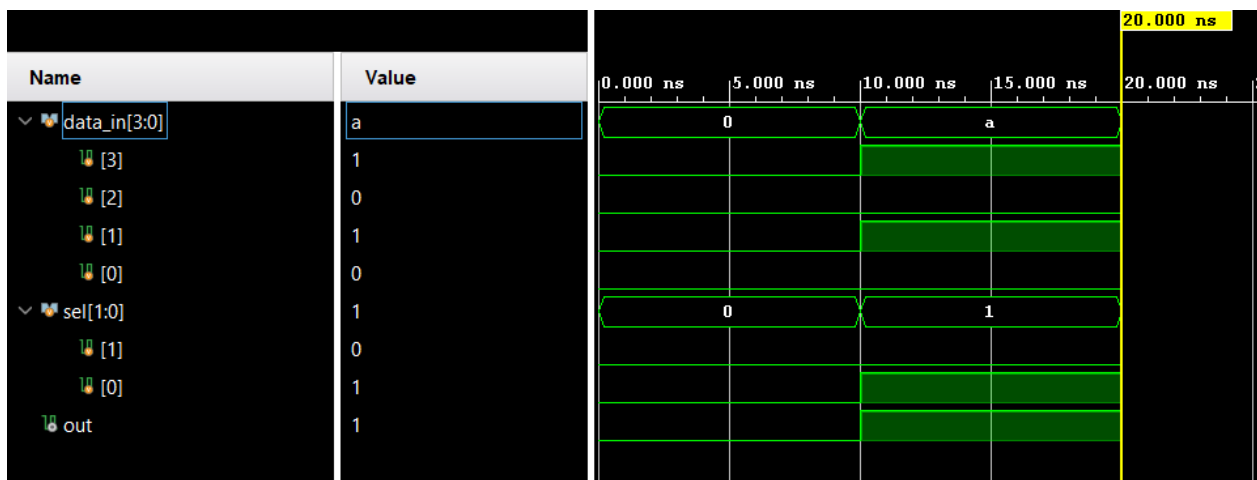 20.000 ns
Name Value 0.000 ns 5.000 ns 10.000 ns 15.000 ns 20.000 ns
data_in[3:0] a 0 a
[3] 1
[2] 0
[1] 1
[0] 0
sel[1:0] 1 0 1
[1] 0
[0] 1
out 1